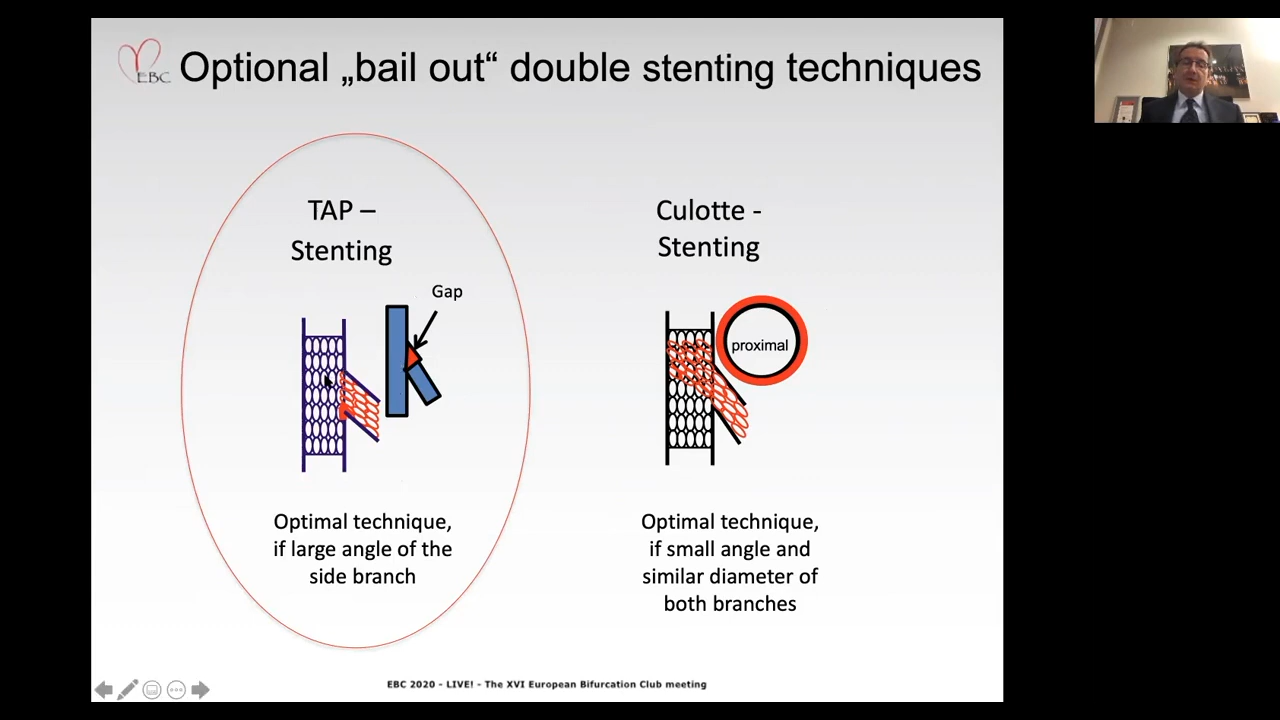 EBC
Optional „bail out“ double stenting techniques
TAP –
Stenting
Gap
Optimal technique,
if large angle of the
side branch
Culotte -
Stenting
proximal
Optimal technique,
if small angle and
similar diameter of
both branches
EBC 2020 - LIVE! - The XVI European Bifurcation Club meeting